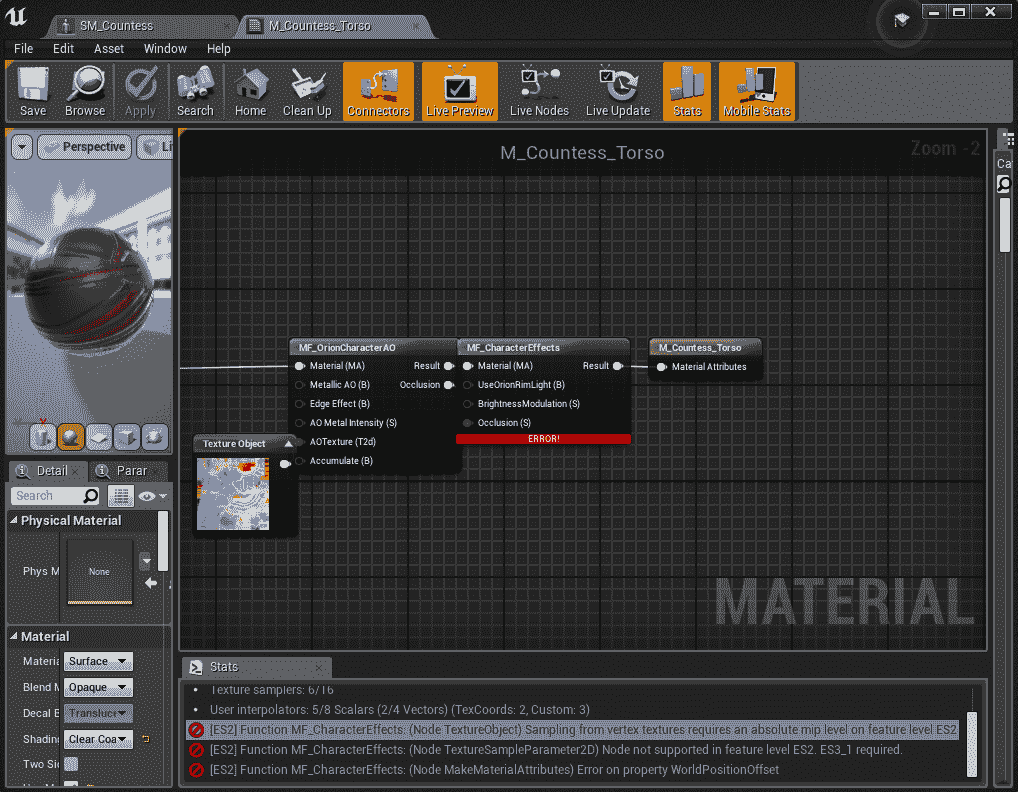 SM_Countess
M_Countess_Torso
File Edit Asset Window Help
Save Browse Apply Search Home Clean Up Connectors Live Preview Live Nodes Live Update Stats Mobile Stats
Perspective Li
M_Countess_Torso
Zoom -2
Ca
MF_OrionCharacterAO
Material (MA) Result
Metallic AO (B) Occlusion
Edge Effect (B)
AO Metal Intensity (S)
AOTexture (T2d)
Accumulate (B)
MF_CharacterEffects
Material (MA) Result
UseOrionRimLight (B)
BrightnessModulation (S)
Occlusion (S)
ERROR!
M_Countess_Torso
Material Attributes
Texture Object
MATERIAL
Detail Parar
Search
Physical Material
Phys M None
Material
Materia Surface
Blend M Opaque
Decal B Transluc
Shading Clear Coa
Two Sid
Stats
Texture samplers: 6/16
User interpolators: 5/8 Scalars (2/4 Vectors) (TexCoords: 2, Custom: 3)
[ES2] Function MF_CharacterEffects: (Node TextureObject) Sampling from vertex textures requires an absolute mip level on feature level ES2
[ES2] Function MF_CharacterEffects: (Node TextureSampleParameter2D) Node not supported in feature level ES2. ES3_1 required.
[ES2] Function MF_CharacterEffects: (Node MakeMaterialAttributes) Error on property WorldPositionOffset